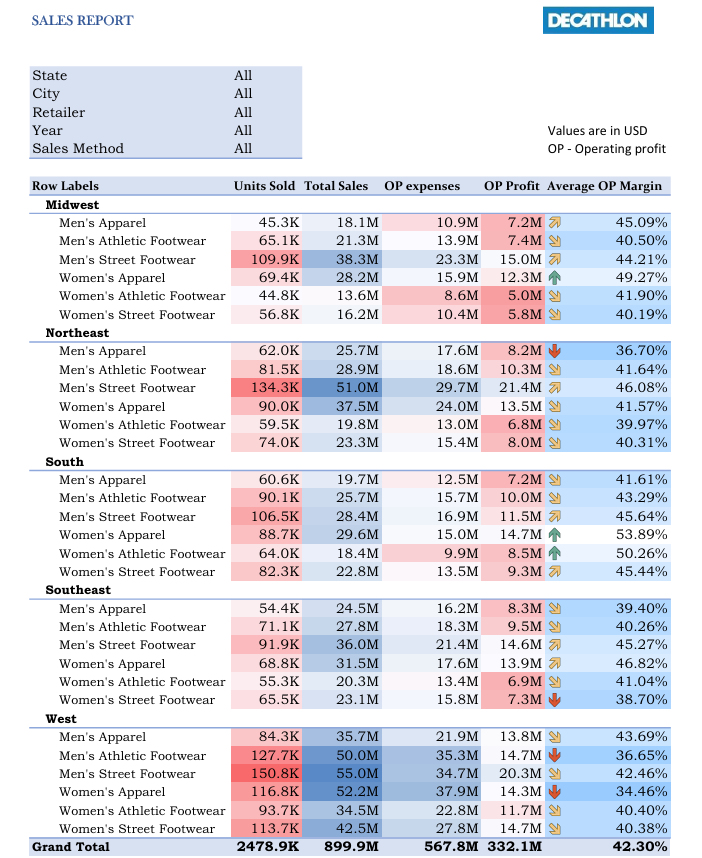 SALES REPORT DECATHLON
State All
City All
Retailer All
Year All Values are in USD
Sales Method All OP - Operating profit
Row Labels Units Sold Total Sales OP expenses OP Profit Average OP Margin
Midwest
Men's Apparel 45.3K 18.1M 10.9M 7.2M 45.09%
Men's Athletic Footwear 65.1K 21.3M 13.9M 7.4M 40.50%
Men's Street Footwear 109.9K 38.3M 23.3M 15.0M 44.21%
Women's Apparel 69.4K 28.2M 15.9M 12.3M 49.27%
Women's Athletic Footwear 44.8K 13.6M 8.6M 5.0M 41.90%
Women's Street Footwear 56.8K 16.2M 10.4M 5.8M 40.19%
Northeast
Men's Apparel 62.0K 25.7M 17.6M 8.2M 36.70%
Men's Athletic Footwear 81.5K 28.9M 18.6M 10.3M 41.64%
Men's Street Footwear 134.3K 51.0M 29.7M 21.4M 46.08%
Women's Apparel 90.0K 37.5M 24.0M 13.5M 41.57%
Women's Athletic Footwear 59.5K 19.8M 13.0M 6.8M 39.97%
Women's Street Footwear 74.0K 23.3M 15.4M 8.0M 40.31%
South
Men's Apparel 60.6K 19.7M 12.5M 7.2M 41.61%
Men's Athletic Footwear 90.1K 25.7M 15.7M 10.0M 43.29%
Men's Street Footwear 106.5K 28.4M 16.9M 11.5M 45.64%
Women's Apparel 88.7K 29.6M 15.0M 14.7M 53.89%
Women's Athletic Footwear 64.0K 18.4M 9.9M 8.5M 50.26%
Women's Street Footwear 82.3K 22.8M 13.5M 9.3M 45.44%
Southeast
Men's Apparel 54.4K 24.5M 16.2M 8.3M 39.40%
Men's Athletic Footwear 71.1K 27.8M 18.3M 9.5M 40.26%
Men's Street Footwear 91.9K 36.0M 21.4M 14.6M 45.27%
Women's Apparel 68.8K 31.5M 17.6M 13.9M 46.82%
Women's Athletic Footwear 55.3K 20.3M 13.4M 6.9M 41.04%
Women's Street Footwear 65.5K 23.1M 15.8M 7.3M 38.70%
West
Men's Apparel 84.3K 35.7M 21.9M 13.8M 43.69%
Men's Athletic Footwear 127.7K 50.0M 35.3M 14.7M 36.65%
Men's Street Footwear 150.8K 55.0M 34.7M 20.3M 42.46%
Women's Apparel 116.8K 52.2M 37.9M 14.3M 34.46%
Women's Athletic Footwear 93.7K 34.5M 22.8M 11.7M 40.40%
Women's Street Footwear 113.7K 42.5M 27.8M 14.7M 40.38%
Grand Total 2478.9K 899.9M 567.8M 332.1M 42.30%